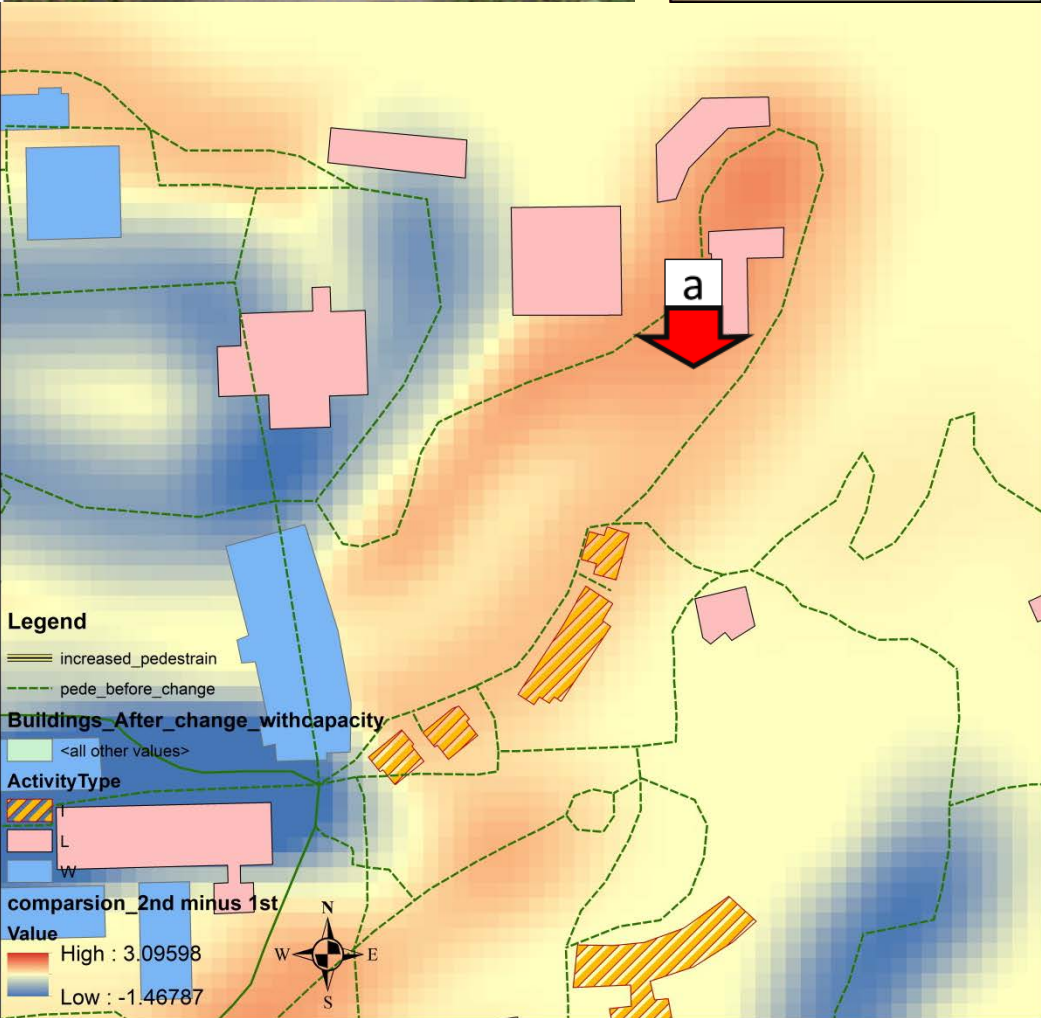 a
Legend
increased_pedestrain
pede_before_change
Buildings_After_change_withcapacity
<all other values>
ActivityType
I
L
W
comparsion_2nd minus 1st
Value
High : 3.09598
Low : -1.46787
N
W E
S